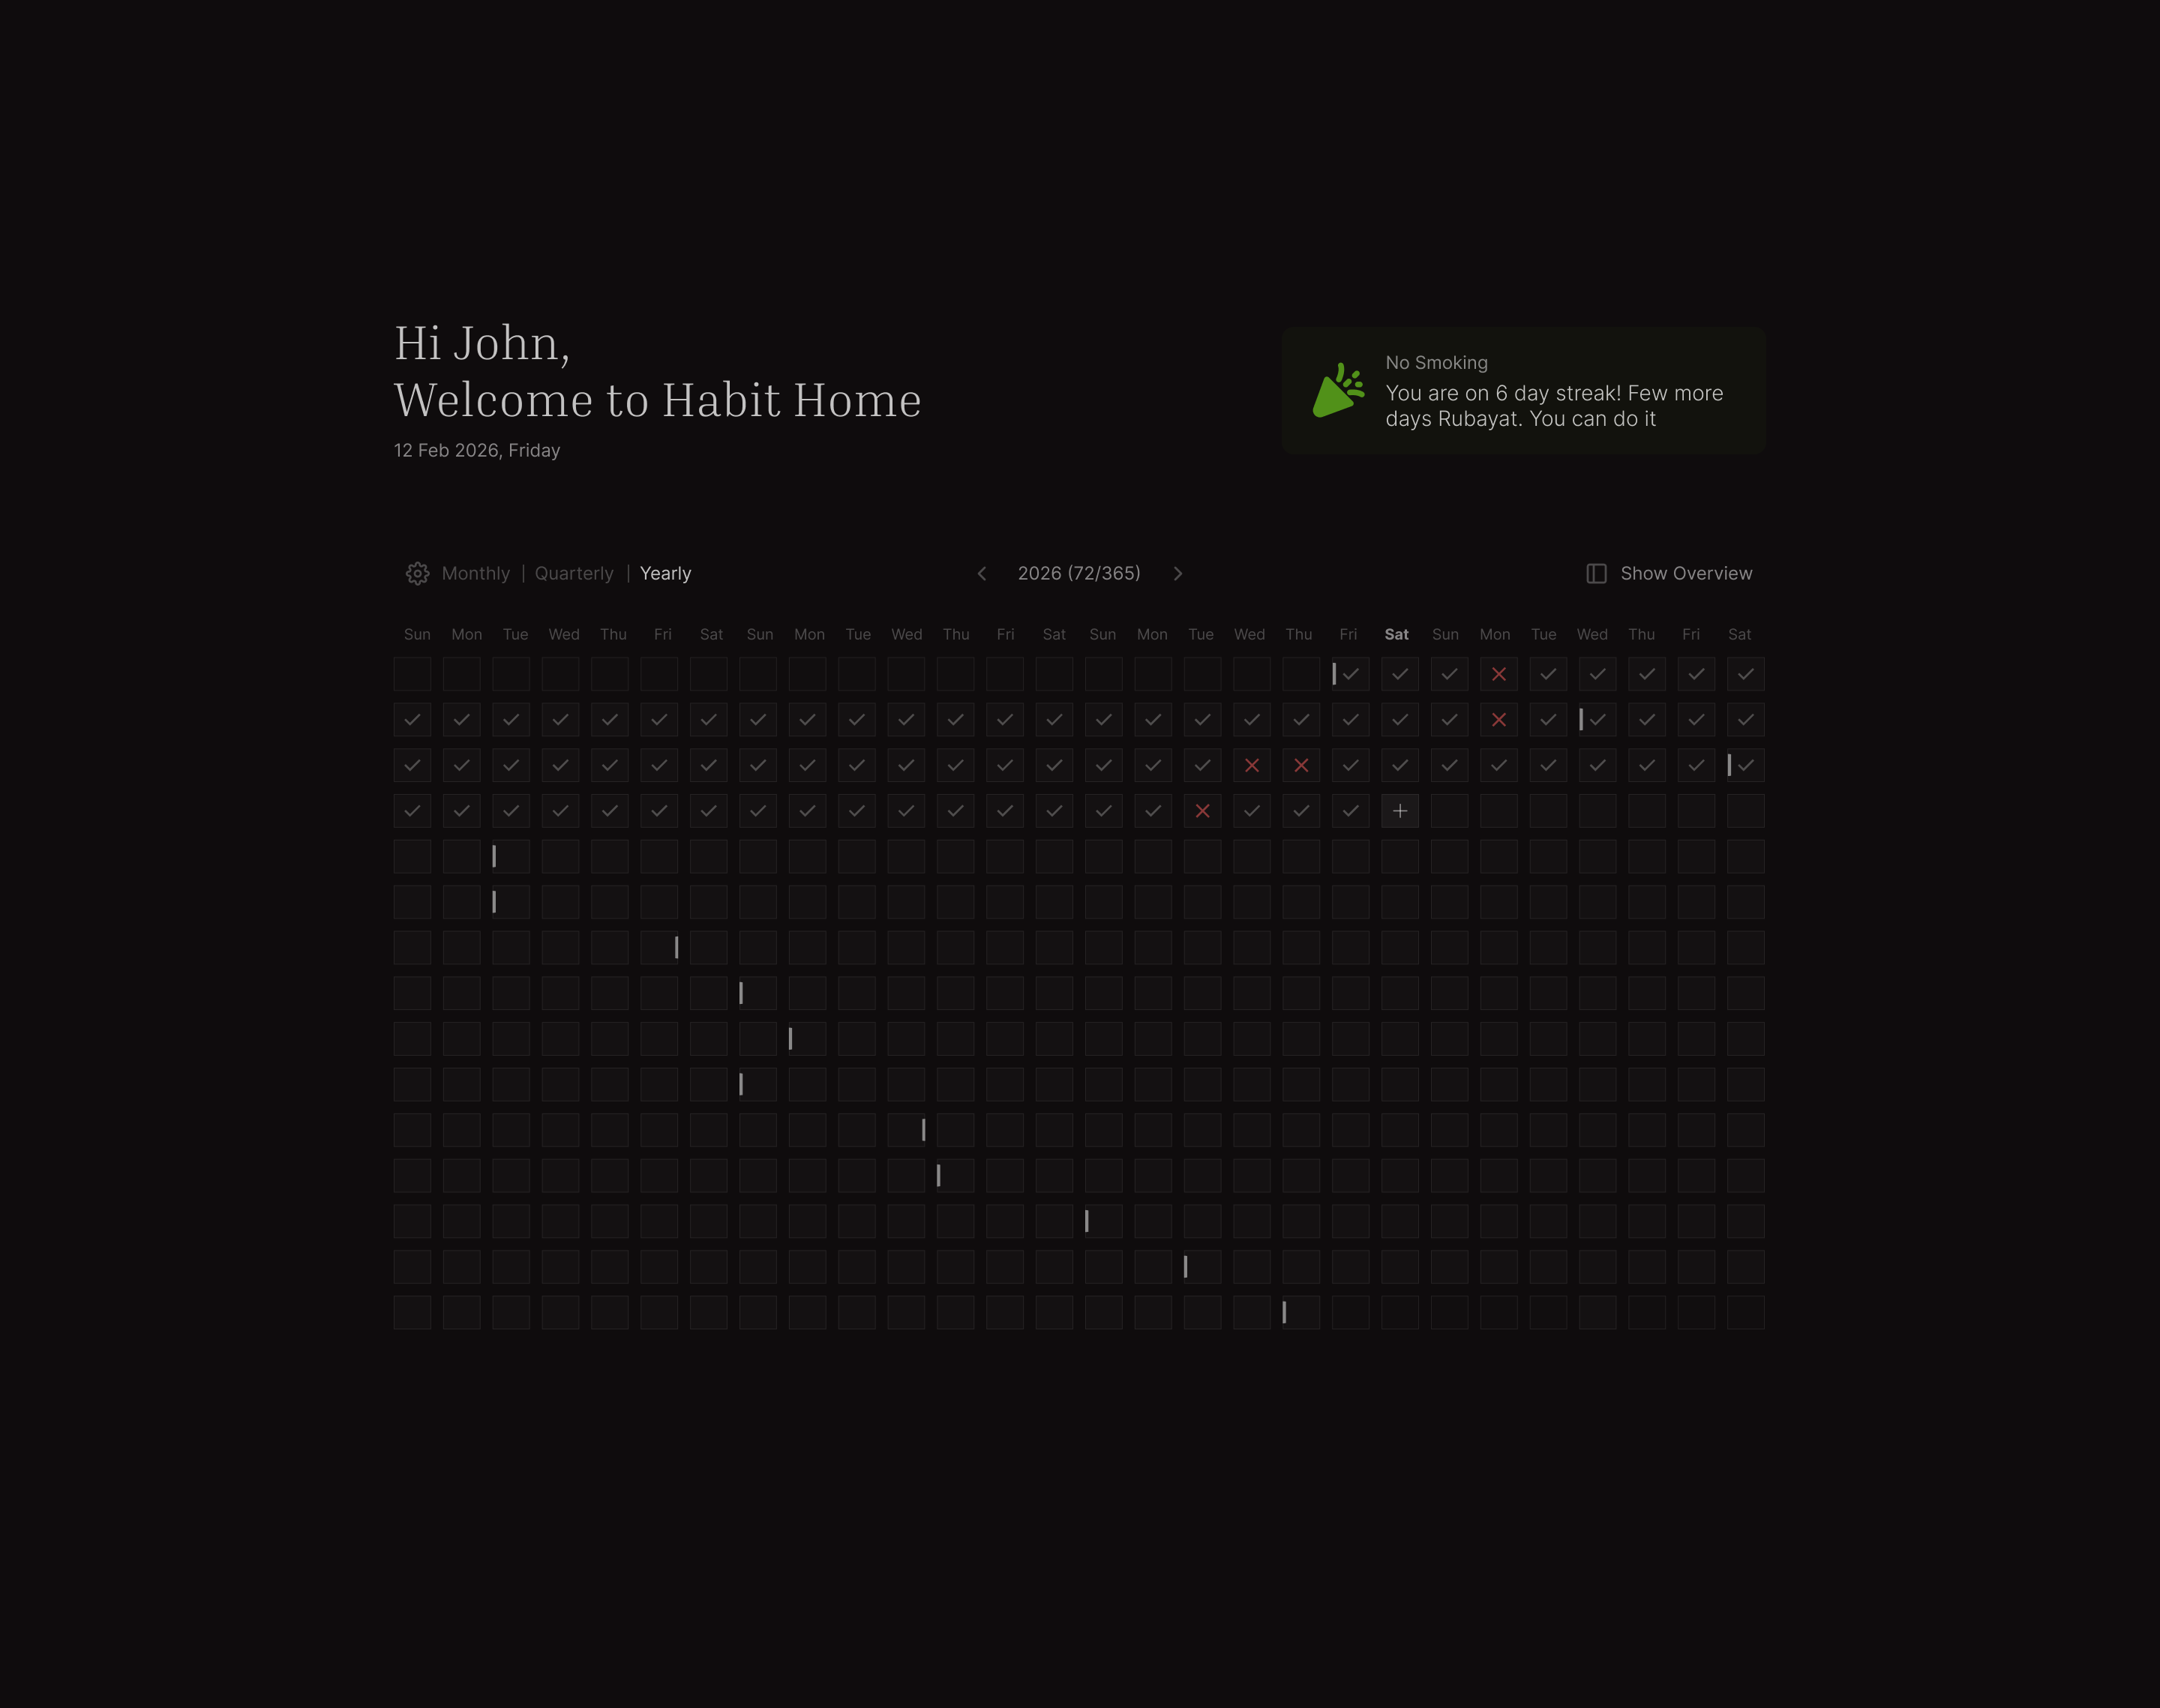 Hi John,
Welcome to Habit Home
12 Feb 2026, Friday
No Smoking
You are on 6 day streak! Few more
days Rubayat. You can do it
Monthly | Quarterly | Yearly
2026 (72/365)
Show Overview
Sun Mon Tue Wed Thu Fri Sat Sun Mon Tue Wed Thu Fri Sat Sun Mon Tue Wed Thu Fri Sat Sun Mon Tue Wed Thu Fri Sat